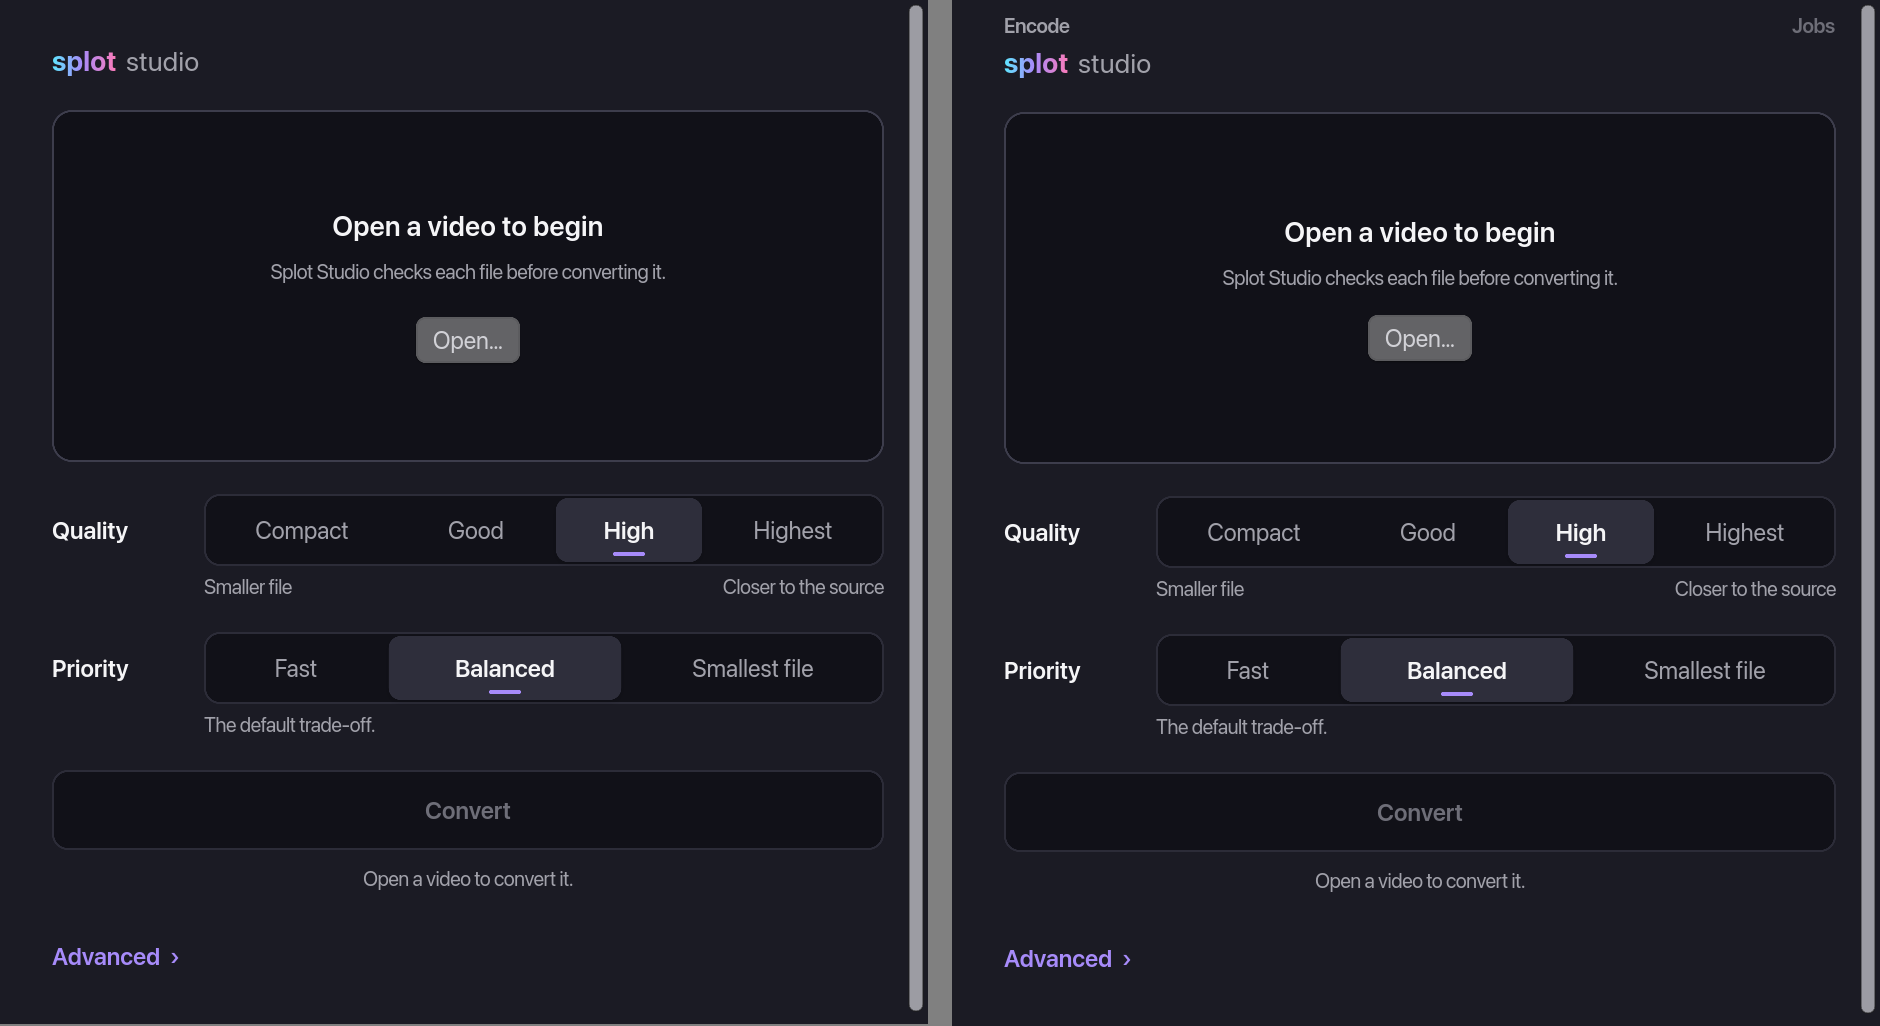 splot studio
Open a video to begin
Splot Studio checks each file before converting it.
Open...
Quality
Compact
Good
High
Highest
Smaller file
Closer to the source
Priority
Fast
Balanced
Smallest file
The default trade-off.
Convert
Open a video to convert it.
Advanced ›
Encode
Jobs
splot studio
Open a video to begin
Splot Studio checks each file before converting it.
Open...
Quality
Compact
Good
High
Highest
Smaller file
Closer to the source
Priority
Fast
Balanced
Smallest file
The default trade-off.
Convert
Open a video to convert it.
Advanced ›